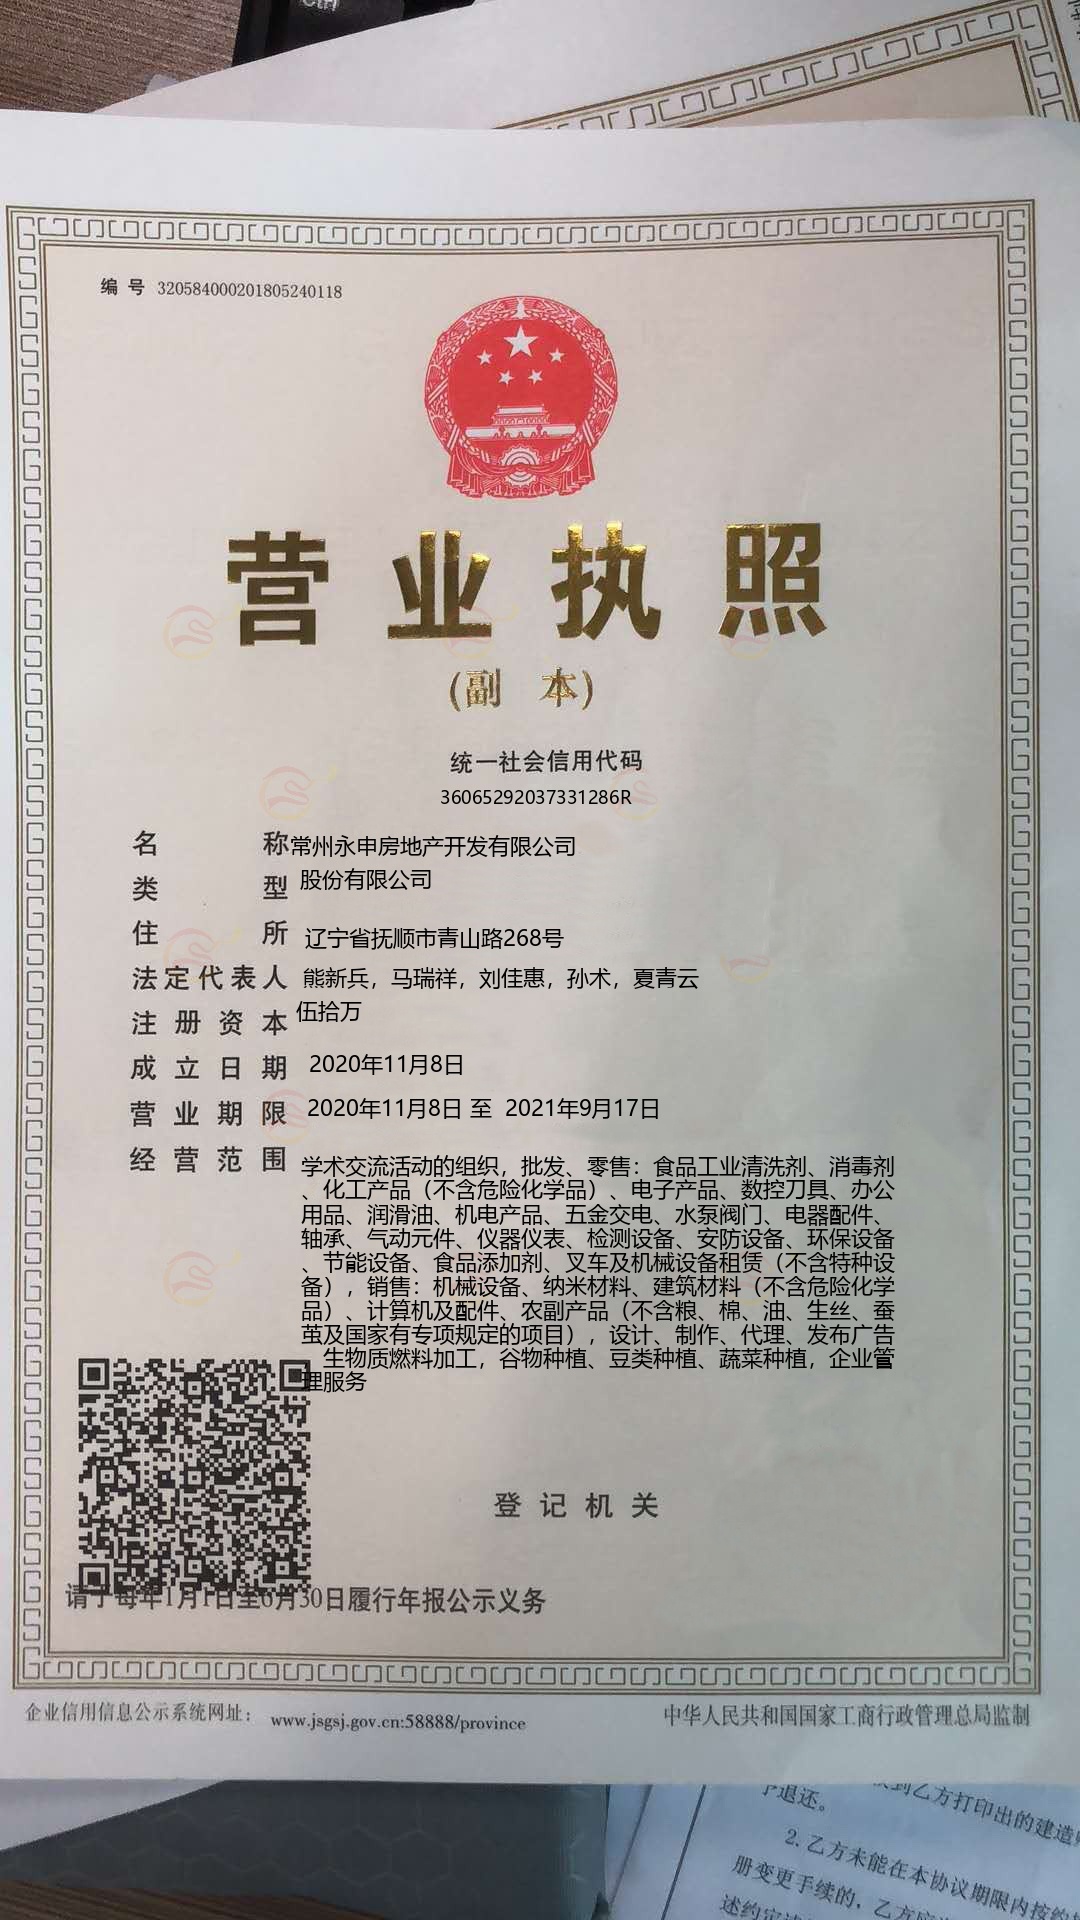 Ctrl
编 号 320584000201805240118
营 业 执 照
(副 本)
统一社会信用代码
36065292037331286R
名 称常州永申房地产开发有限公司
类 型 股份有限公司
住 所 辽宁省抚顺市青山路268号
法定代表人 熊新兵，马瑞祥，刘佳惠，孙术，夏青云
注 册 资 本 伍拾万
成 立 日 期 2020年11月8日
营 业 期 限 2020年11月8日 至 2021年9月17日
经 营 范 围 学术交流活动的组织，批发、零售：食品工业清洗剂、消毒剂
、化工产品（不含危险化学品）、电子产品、数控刀具、办公
用品、润滑油、机电产品、五金交电、水泵阀门、电器配件、
轴承、气动元件、仪器仪表、检测设备、安防设备、环保设备
、节能设备、食品添加剂、叉车及机械设备租赁（不含特种设
备），销售：机械设备、纳米材料、建筑材料（不含危险化学
品）、计算机及配件、农副产品（不含粮、棉、油、生丝、蚕
茧及国家有专项规定的项目），设计、制作、代理、发布广告
生物质燃料加工，谷物种植、豆类种植、蔬菜种植，企业管
理服务
登 记 机 关
请于每年1月1日至6月30日履行年报公示义务
企业信用信息公示系统网址： www.jsgsj.gov.cn:58888/province
中华人民共和国国家工商行政管理总局监制
到乙方打印出的建造
退还。
2.乙方未能在本协议期限内按约
册变更手续的，乙方
述约定